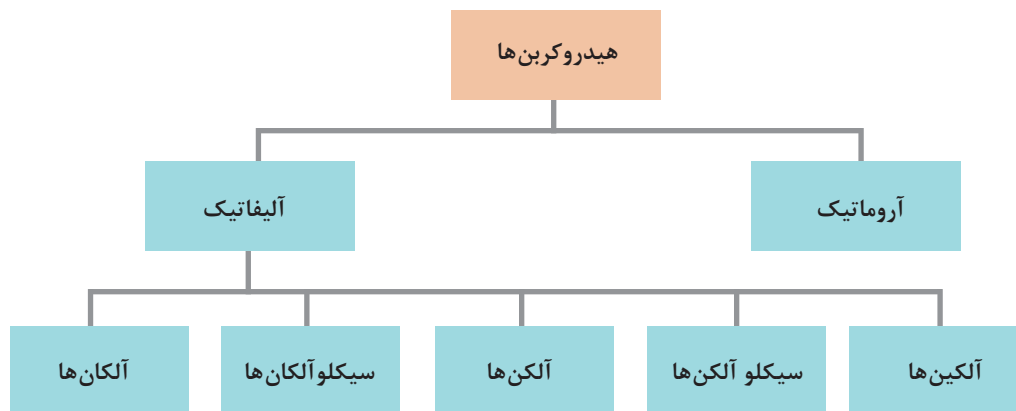 هیدروکربن‌ها
آروماتیک
آلیفاتیک
آلکین‌ها
سیکلو آلکن‌ها
آلکن‌ها
سیکلوآلکان‌ها
آلکان‌ها